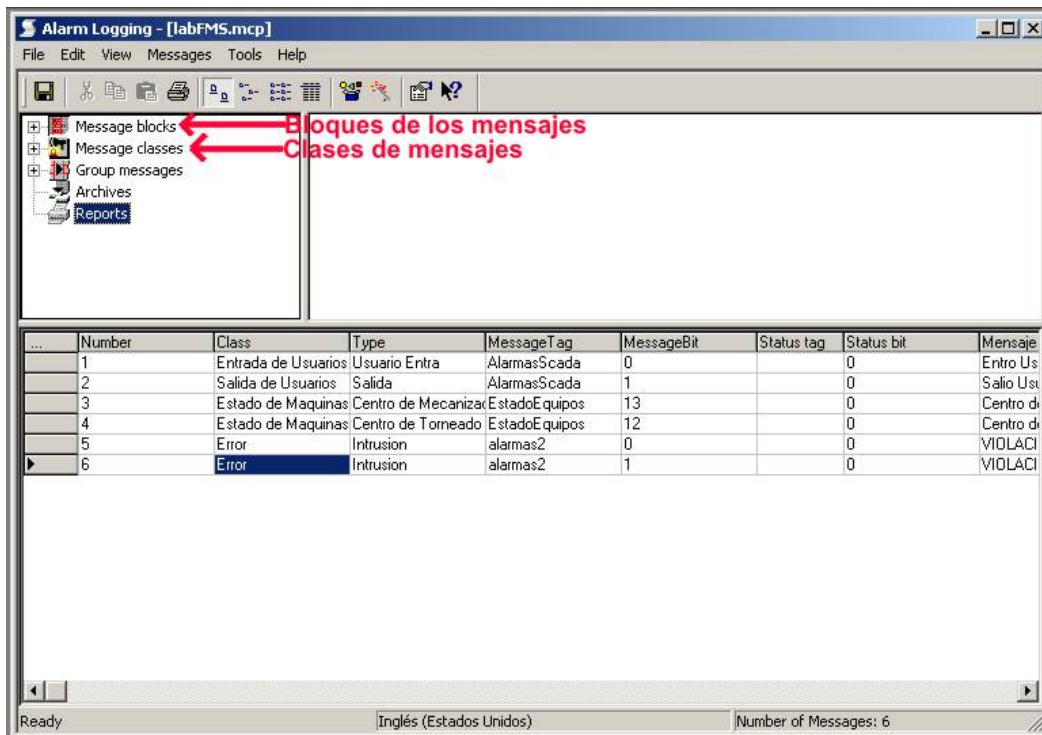 Alarm Logging - [labFMS.mcp]
File Edit View Messages Tools Help
Message blocks Bloques de los mensajes
Message classes Clases de mensajes
Group messages
Archives
Reports
... Number Class Type MessageTag MessageBit Status tag Status bit Mensaje
1 Entrada de Usuarios Usuario Entra AlarmasScada 0 0 Entro Us
2 Salida de Usuarios Salida AlarmasScada 1 0 Salio Usu
3 Estado de Maquinas Centro de Mecaniza EstadoEquipos 13 0 Centro de
4 Estado de Maquinas Centro de Torneado EstadoEquipos 12 0 Centro de
5 Error Intrusion alarmas2 0 0 VIOLACI
6 Error Intrusion alarmas2 1 0 VIOLACI
Ready Inglés (Estados Unidos) Number of Messages: 6